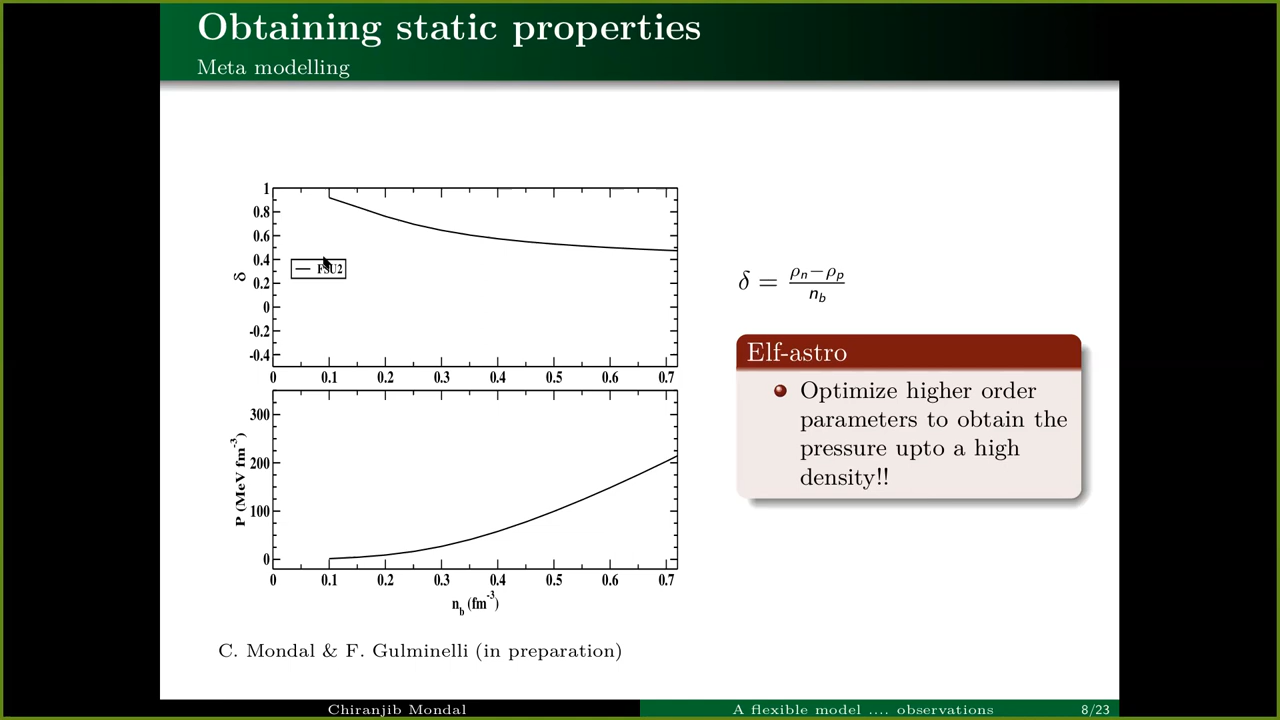 Obtaining static properties
Meta modelling
1
0.8
0.6
0.4
0.2
0
-0.2
-0.4
δ
FSU2
0 0.1 0.2 0.3 0.4 0.5 0.6 0.7
300
200
100
0
P (MeV fm⁻³)
0 0.1 0.2 0.3 0.4 0.5 0.6 0.7
n_b (fm⁻³)
δ = (ρₙ−ρₚ)/n_b
Elf-astro
Optimize higher order
parameters to obtain the
pressure upto a high
density!!
C. Mondal & F. Gulminelli (in preparation)
Chiranjib Mondal A flexible model .... observations 8/23